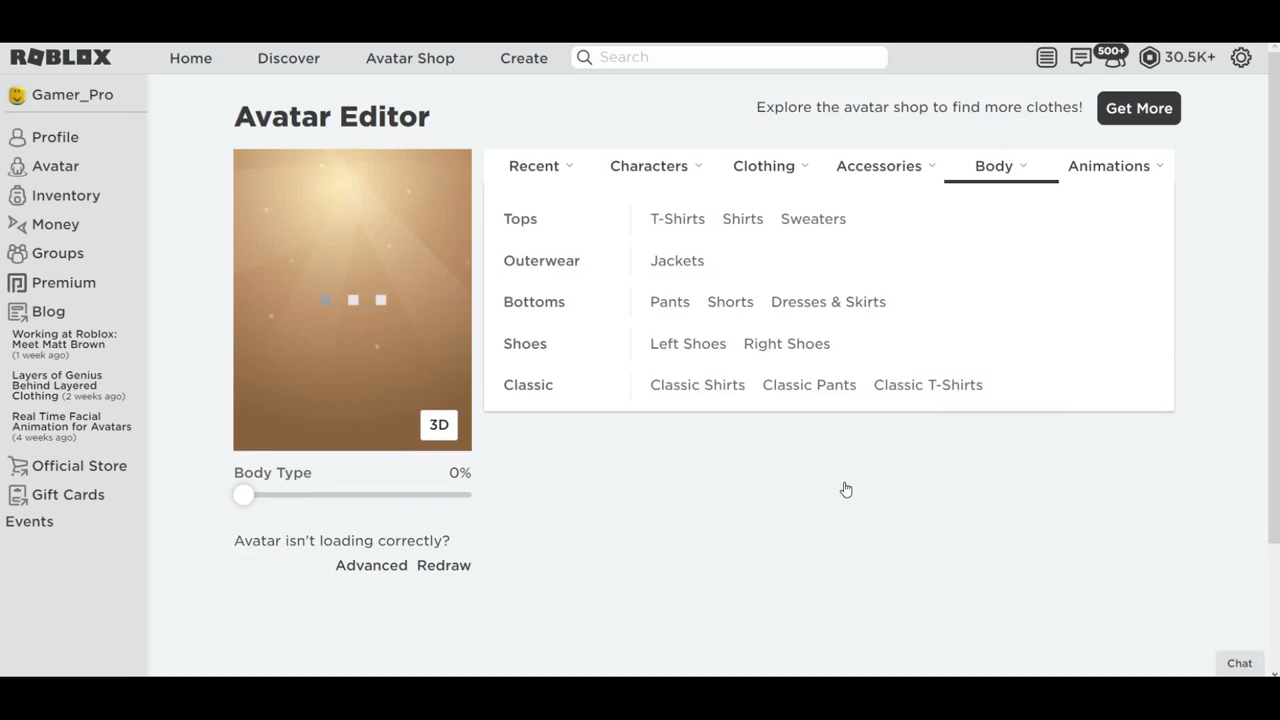 ROBLOX
Home
Discover
Avatar Shop
Create
Search
500+
30.5K+
Gamer_Pro
Profile
Avatar
Inventory
Money
Groups
Premium
Blog
Working at Roblox:
Meet Matt Brown
(1 week ago)
Layers of Genius
Behind Layered
Clothing (2 weeks ago)
Real Time Facial
Animation for Avatars
(4 weeks ago)
Official Store
Gift Cards
Events
Avatar Editor
Explore the avatar shop to find more clothes!
Get More
3D
Body Type 0%
Avatar isn't loading correctly?
Advanced Redraw
Recent
Characters
Clothing
Accessories
Body
Animations
Tops T-Shirts Shirts Sweaters
Outerwear Jackets
Bottoms Pants Shorts Dresses & Skirts
Shoes Left Shoes Right Shoes
Classic Classic Shirts Classic Pants Classic T-Shirts
Chat